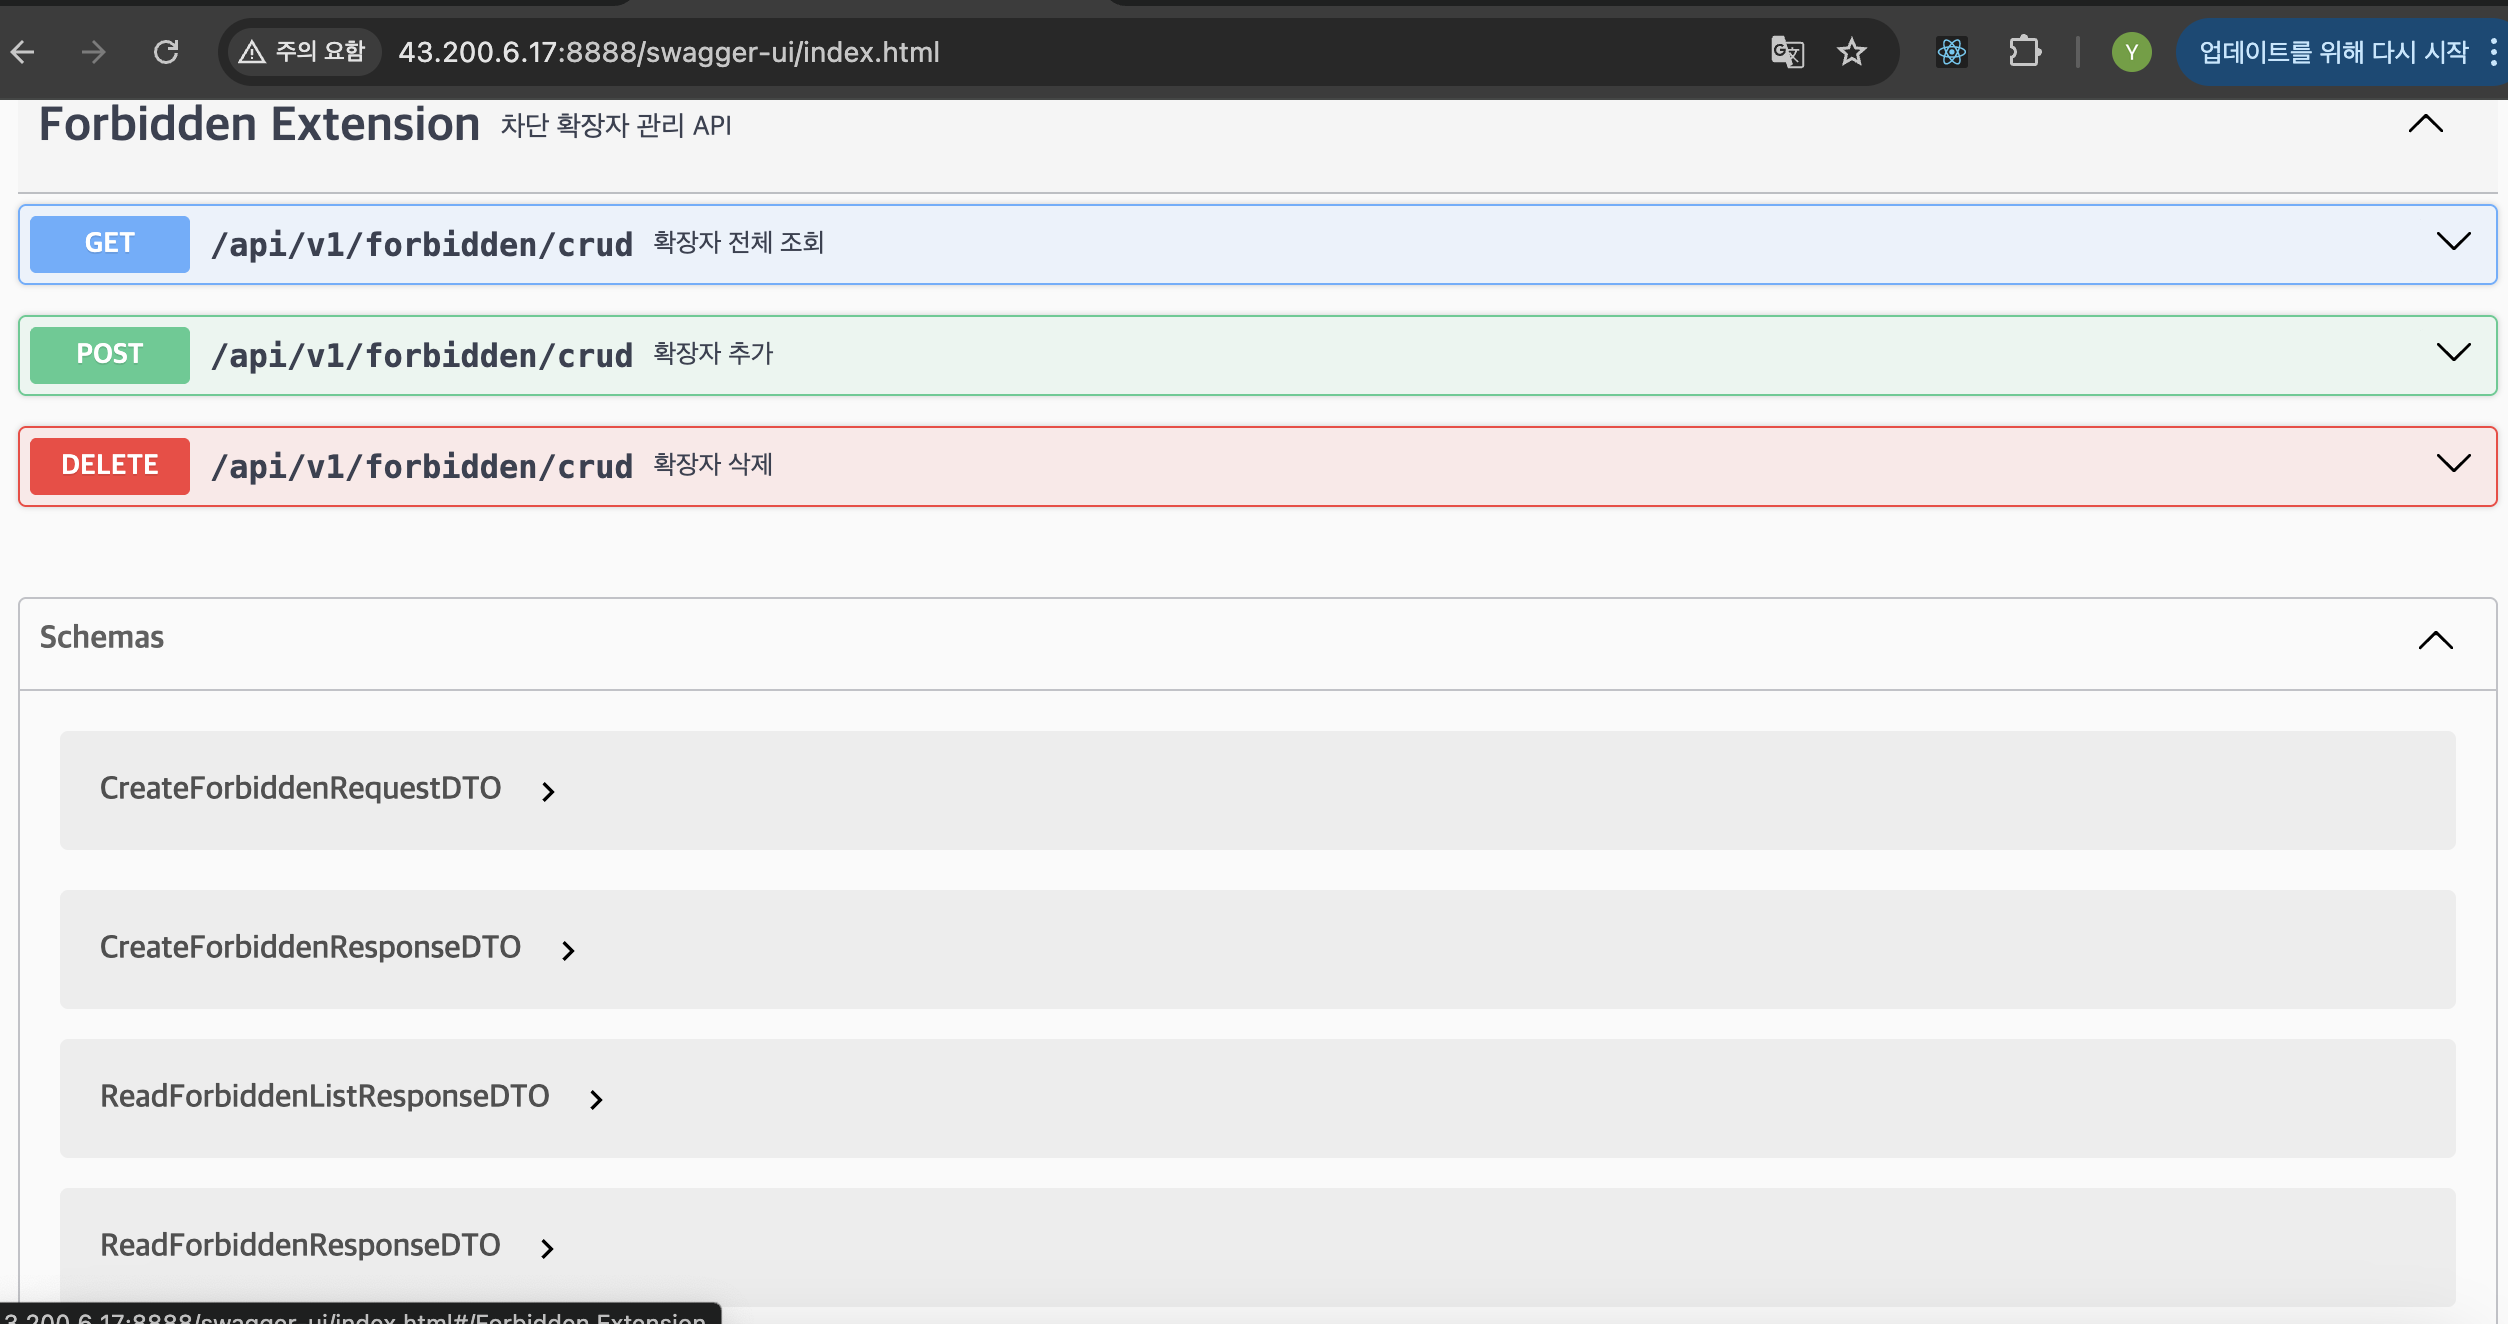 주의 요함
43.200.6.17:8888/swagger-ui/index.html
Y
업데이트를 위해 다시 시작
Forbidden Extension 차단 확장자 관리 API
GET /api/v1/forbidden/crud 확장자 전체 조회
POST /api/v1/forbidden/crud 확장자 추가
DELETE /api/v1/forbidden/crud 확장자 삭제
Schemas
CreateForbiddenRequestDTO
CreateForbiddenResponseDTO
ReadForbiddenListResponseDTO
ReadForbiddenResponseDTO
3.200.6.17:8888/swagger-ui/index.html#/Forbidden Extension